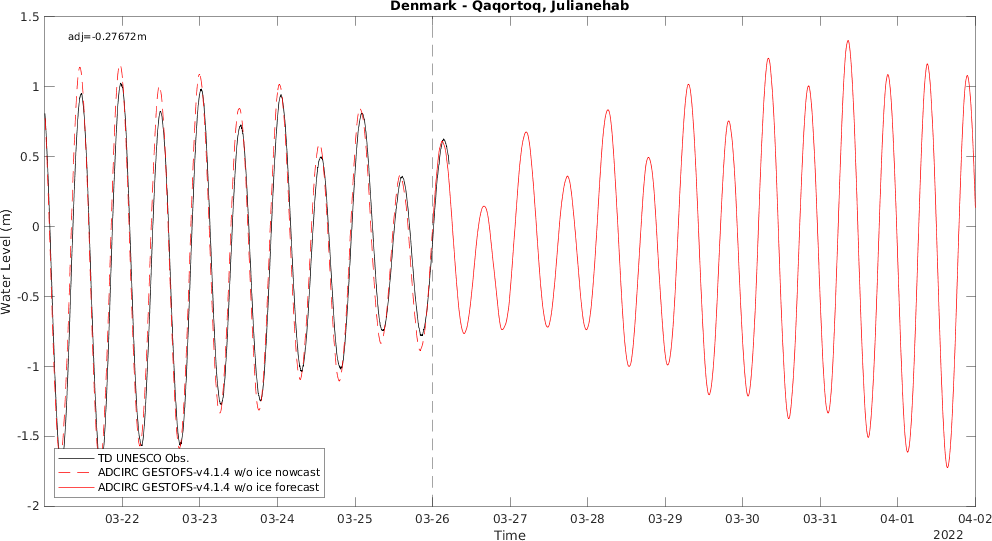 Denmark - Qaqortoq, Julianehab
adj=-0.27672m
1.5
1
0.5
0
-0.5
-1
-1.5
-2
Water Level (m)
TD UNESCO Obs.
ADCIRC GESTOFS-v4.1.4 w/o ice nowcast
ADCIRC GESTOFS-v4.1.4 w/o ice forecast
03-22 03-23 03-24 03-25 03-26 03-27 03-28 03-29 03-30 03-31 04-01 04-02
Time
2022